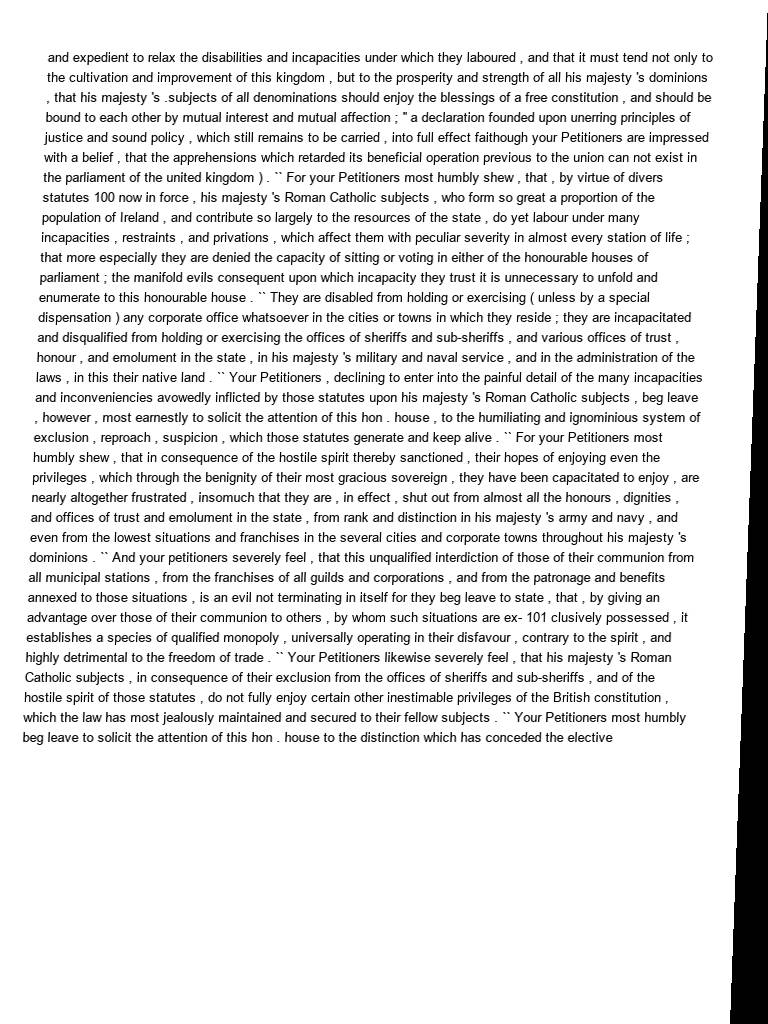 and expedient to relax the disabilities and incapacities under which they laboured , and that it must tend not only to
the cultivation and improvement of this kingdom , but to the prosperity and strength of all his majesty 's dominions
, that his majesty 's .subjects of all denominations should enjoy the blessings of a free constitution , and should be
bound to each other by mutual interest and mutual affection ; '' a declaration founded upon unerring principles of
justice and sound policy , which still remains to be carried , into full effect faithough your Petitioners are impressed
with a belief , that the apprehensions which retarded its beneficial operation previous to the union can not exist in
the parliament of the united kingdom ) . `` For your Petitioners most humbly shew , that , by virtue of divers
statutes 100 now in force , his majesty 's Roman Catholic subjects , who form so great a proportion of the
population of Ireland , and contribute so largely to the resources of the state , do yet labour under many
incapacities , restraints , and privations , which affect them with peculiar severity in almost every station of life ;
that more especially they are denied the capacity of sitting or voting in either of the honourable houses of
parliament ; the manifold evils consequent upon which incapacity they trust it is unnecessary to unfold and
enumerate to this honourable house . `` They are disabled from holding or exercising ( unless by a special
dispensation ) any corporate office whatsoever in the cities or towns in which they reside ; they are incapacitated
and disqualified from holding or exercising the offices of sheriffs and sub-sheriffs , and various offices of trust ,
honour , and emolument in the state , in his majesty 's military and naval service , and in the administration of the
laws , in this their native land . `` Your Petitioners , declining to enter into the painful detail of the many incapacities
and inconveniencies avowedly inflicted by those statutes upon his majesty 's Roman Catholic subjects , beg leave
, however , most earnestly to solicit the attention of this hon . house , to the humiliating and ignominious system of
exclusion , reproach , suspicion , which those statutes generate and keep alive . `` For your Petitioners most
humbly shew , that in consequence of the hostile spirit thereby sanctioned , their hopes of enjoying even the
privileges , which through the benignity of their most gracious sovereign , they have been capacitated to enjoy , are
nearly altogether frustrated , insomuch that they are , in effect , shut out from almost all the honours , dignities ,
and offices of trust and emolument in the state , from rank and distinction in his majesty 's army and navy , and
even from the lowest situations and franchises in the several cities and corporate towns throughout his majesty 's
dominions . `` And your petitioners severely feel , that this unqualified interdiction of those of their communion from
all municipal stations , from the franchises of all guilds and corporations , and from the patronage and benefits
annexed to those situations , is an evil not terminating in itself for they beg leave to state , that , by giving an
advantage over those of their communion to others , by whom such situations are ex- 101 clusively possessed , it
establishes a species of qualified monopoly , universally operating in their disfavour , contrary to the spirit , and
highly detrimental to the freedom of trade . `` Your Petitioners likewise severely feel , that his majesty 's Roman
Catholic subjects , in consequence of their exclusion from the offices of sheriffs and sub-sheriffs , and of the
hostile spirit of those statutes , do not fully enjoy certain other inestimable privileges of the British constitution ,
which the law has most jealously maintained and secured to their fellow subjects . `` Your Petitioners most humbly
beg leave to solicit the attention of this hon . house to the distinction which has conceded the elective